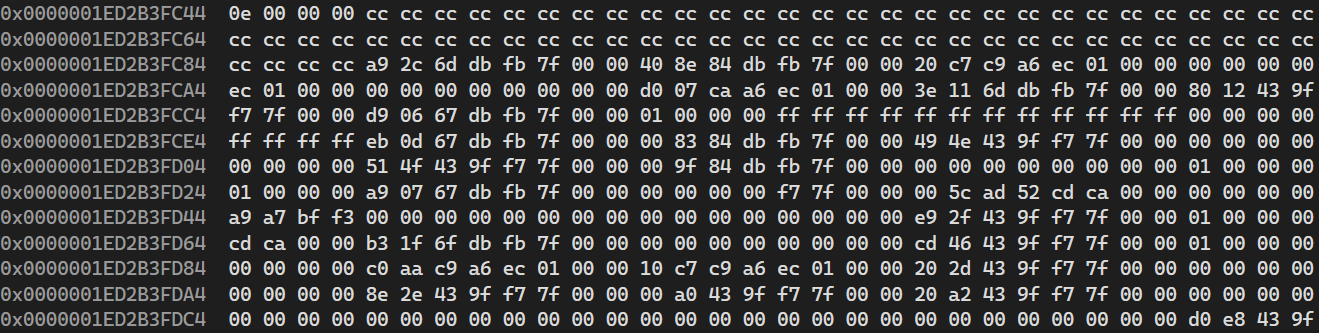 0x0000001ED2B3FC44 0e 00 00 00 cc cc cc cc cc cc cc cc cc cc cc cc cc cc cc cc cc cc cc cc cc cc cc cc cc cc cc cc
0x0000001ED2B3FC64 cc cc cc cc cc cc cc cc cc cc cc cc cc cc cc cc cc cc cc cc cc cc cc cc cc cc cc cc cc cc cc cc
0x0000001ED2B3FC84 cc cc cc cc a9 2c 6d db fb 7f 00 00 40 8e 84 db fb 7f 00 00 20 c7 c9 a6 ec 01 00 00 00 00 00 00
0x0000001ED2B3FCA4 ec 01 00 00 00 00 00 00 00 00 00 00 d0 07 ca a6 ec 01 00 00 3e 11 6d db fb 7f 00 00 80 12 43 9f
0x0000001ED2B3FCC4 f7 7f 00 00 d9 06 67 db fb 7f 00 00 01 00 00 00 ff ff ff ff ff ff ff ff ff ff ff ff 00 00 00 00
0x0000001ED2B3FCE4 ff ff ff ff eb 0d 67 db fb 7f 00 00 00 83 84 db fb 7f 00 00 49 4e 43 9f f7 7f 00 00 00 00 00 00
0x0000001ED2B3FD04 00 00 00 00 51 4f 43 9f f7 7f 00 00 00 9f 84 db fb 7f 00 00 00 00 00 00 00 00 00 00 01 00 00 00
0x0000001ED2B3FD24 01 00 00 00 a9 07 67 db fb 7f 00 00 00 00 00 00 f7 7f 00 00 00 5c ad 52 cd ca 00 00 00 00 00 00
0x0000001ED2B3FD44 a9 a7 bf f3 00 00 00 00 00 00 00 00 00 00 00 00 00 00 00 00 e9 2f 43 9f f7 7f 00 00 01 00 00 00
0x0000001ED2B3FD64 cd ca 00 00 b3 1f 6f db fb 7f 00 00 00 00 00 00 00 00 00 00 cd 46 43 9f f7 7f 00 00 01 00 00 00
0x0000001ED2B3FD84 00 00 00 00 c0 aa c9 a6 ec 01 00 00 10 c7 c9 a6 ec 01 00 00 20 2d 43 9f f7 7f 00 00 00 00 00 00
0x0000001ED2B3FDA4 00 00 00 00 8e 2e 43 9f f7 7f 00 00 00 a0 43 9f f7 7f 00 00 20 a2 43 9f f7 7f 00 00 00 00 00 00
0x0000001ED2B3FDC4 00 00 00 00 00 00 00 00 00 00 00 00 00 00 00 00 00 00 00 00 00 00 00 00 00 00 00 00 d0 e8 43 9f